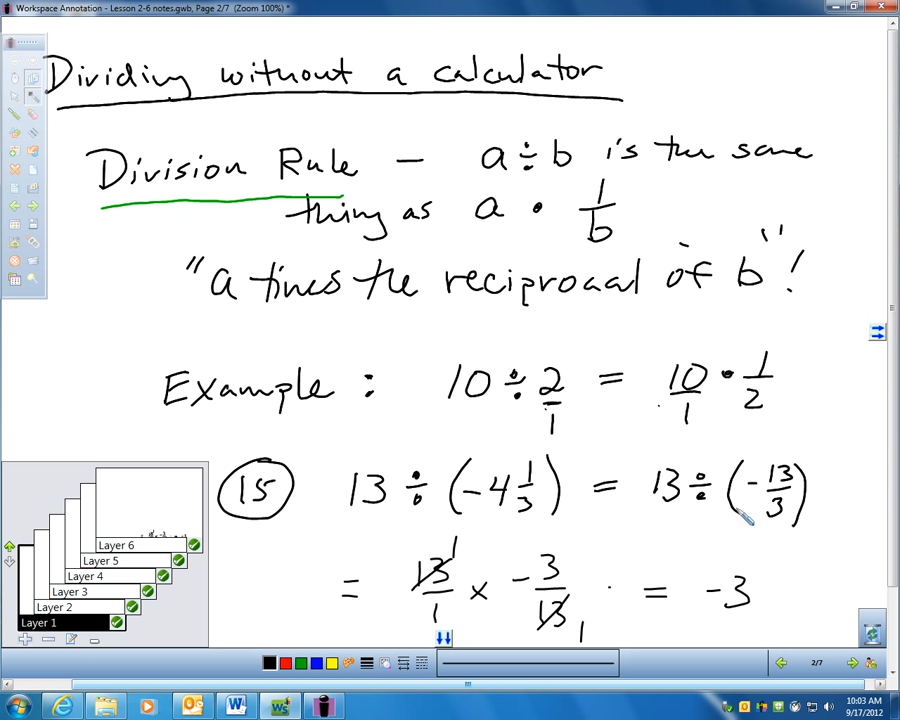 Workspace Annotation - Lesson 2-6 notes.gwb, Page 2/7 (Zoom 100%) *
Dividing without a calculator
Division Rule - a ÷ b is the same
thing as a · 1/b
"a times the reciprocal of b"!
Example : 10 ÷ 2/1 = 10/1 · 1/2
15 13 ÷ (-4 1/3) = 13 ÷ (-13/3)
= 13/1 1 x -3/13 1 = -3
Layer 6
Layer 5
Layer 4
Layer 3
Layer 2
Layer 1
2/7
10:03 AM
9/17/2012